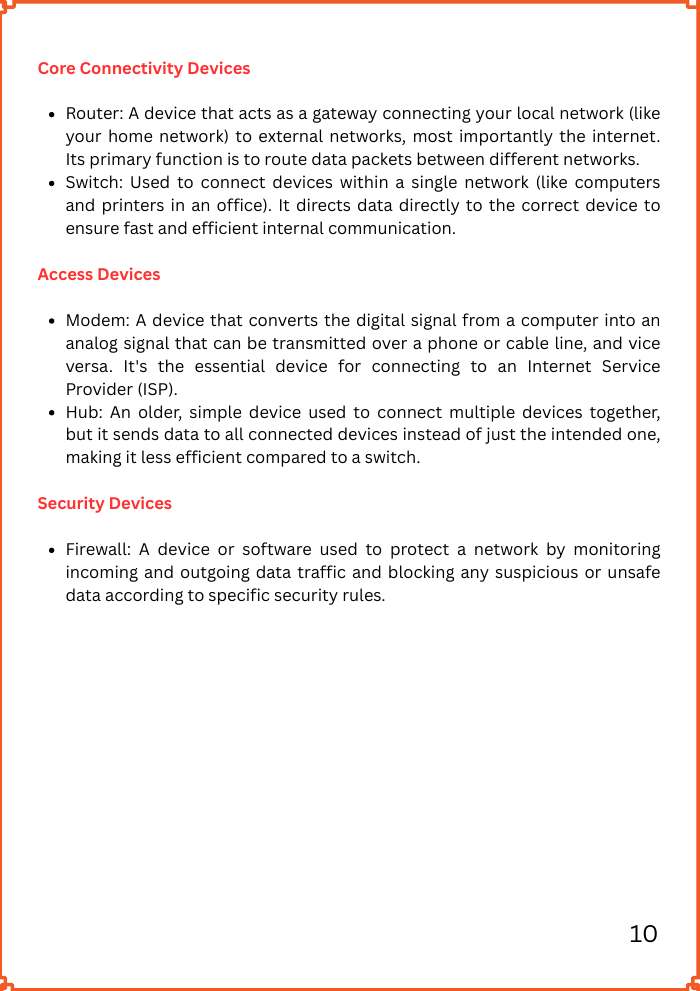 Core Connectivity Devices
• Router: A device that acts as a gateway connecting your local network (like
your home network) to external networks, most importantly the internet.
Its primary function is to route data packets between different networks.
• Switch: Used to connect devices within a single network (like computers
and printers in an office). It directs data directly to the correct device to
ensure fast and efficient internal communication.
Access Devices
• Modem: A device that converts the digital signal from a computer into an
analog signal that can be transmitted over a phone or cable line, and vice
versa. It's the essential device for connecting to an Internet Service
Provider (ISP).
• Hub: An older, simple device used to connect multiple devices together,
but it sends data to all connected devices instead of just the intended one,
making it less efficient compared to a switch.
Security Devices
• Firewall: A device or software used to protect a network by monitoring
incoming and outgoing data traffic and blocking any suspicious or unsafe
data according to specific security rules.
10